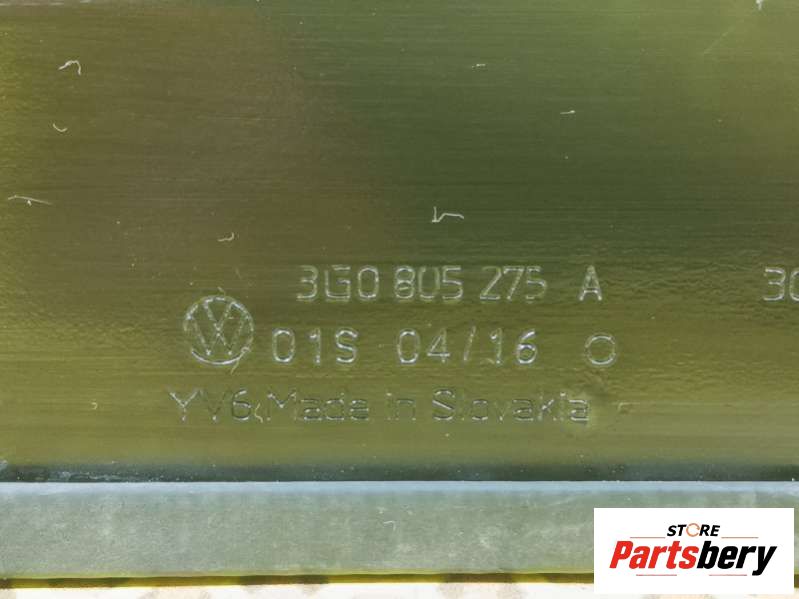 3G0 805 275 A
01S 04/16
YV6 Made in Slovakia
STORE
Partsbery